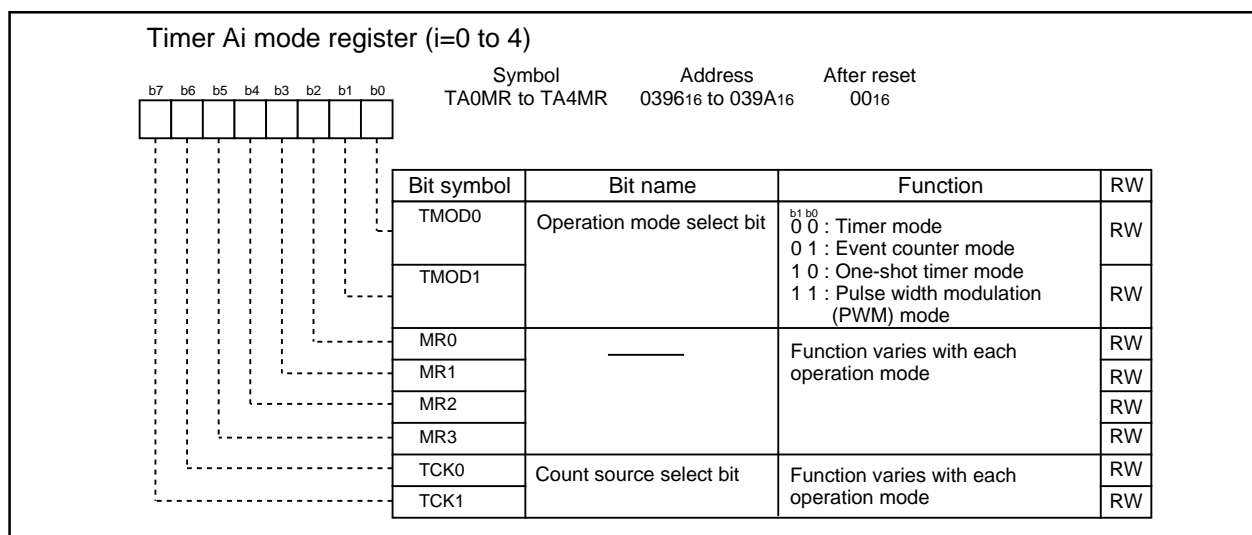 Timer Ai mode register (i=0 to 4)
Symbol Address After reset
TA0MR to TA4MR 039616 to 039A16 0016
b7 b6 b5 b4 b3 b2 b1 b0
Bit symbol Bit name Function RW
TMOD0 Operation mode select bit b1 b0
0 0 : Timer mode RW
0 1 : Event counter mode
TMOD1 1 0 : One-shot timer mode
1 1 : Pulse width modulation RW
(PWM) mode
MR0 Function varies with each RW
MR1 operation mode RW
MR2 RW
MR3 RW
TCK0 Count source select bit Function varies with each RW
TCK1 operation mode RW